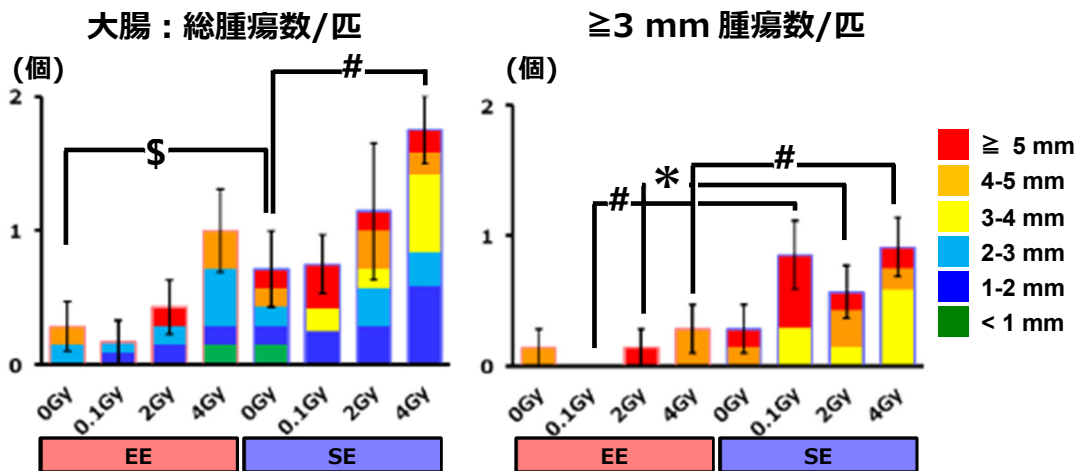 大腸：総腫瘍数/匹
(個)
2
1
0
$
#
0Gy
0.1Gy
2Gy
4Gy
0Gy
0.1Gy
2Gy
4Gy
EE
SE
≧3 mm 腫瘍数/匹
(個)
2
1
0
#
*
#
0Gy
0.1Gy
2Gy
4Gy
0Gy
0.1Gy
2Gy
4Gy
EE
SE
≧ 5 mm
4-5 mm
3-4 mm
2-3 mm
1-2 mm
< 1 mm